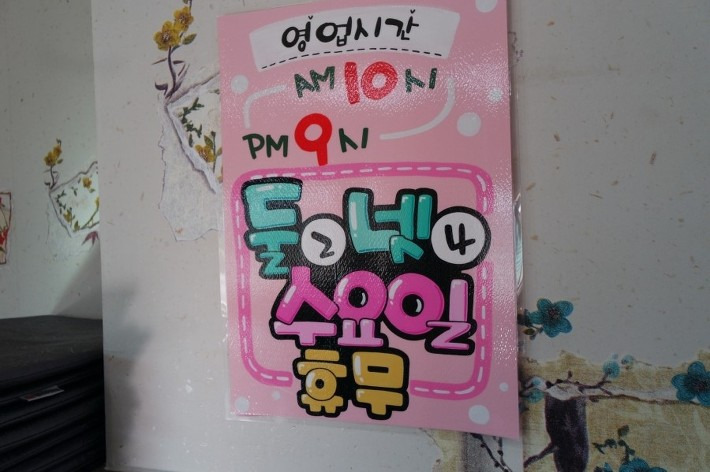 영업시간
AM 10시
PM 9시
둘2 넷4
수요일
휴무